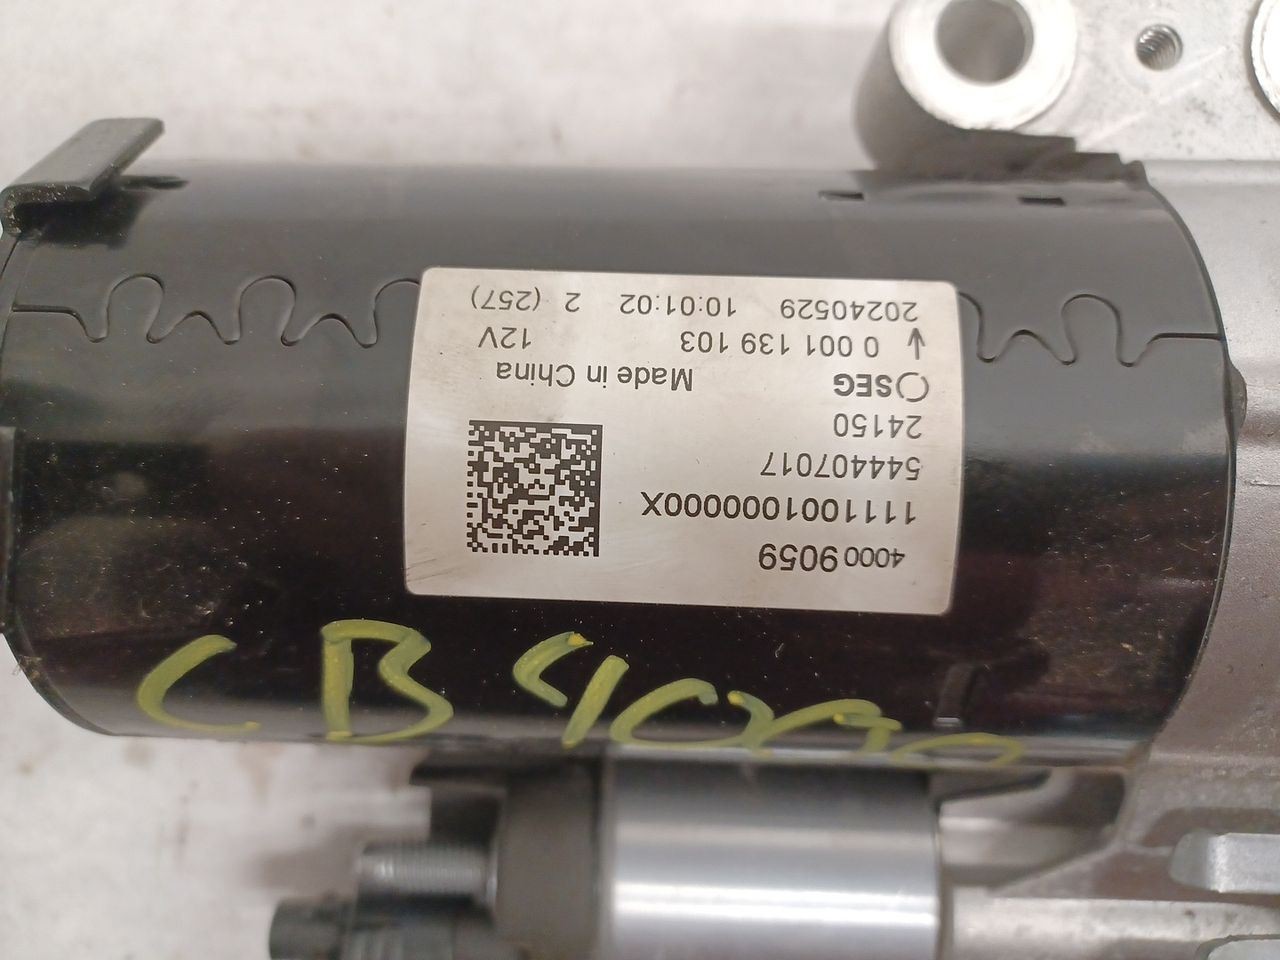 4000 9059
111100100000X
544407017
24150
SEG Made in China
0 001 139 103 12V
20240529 10:01:02 2 (257)
CB 4000